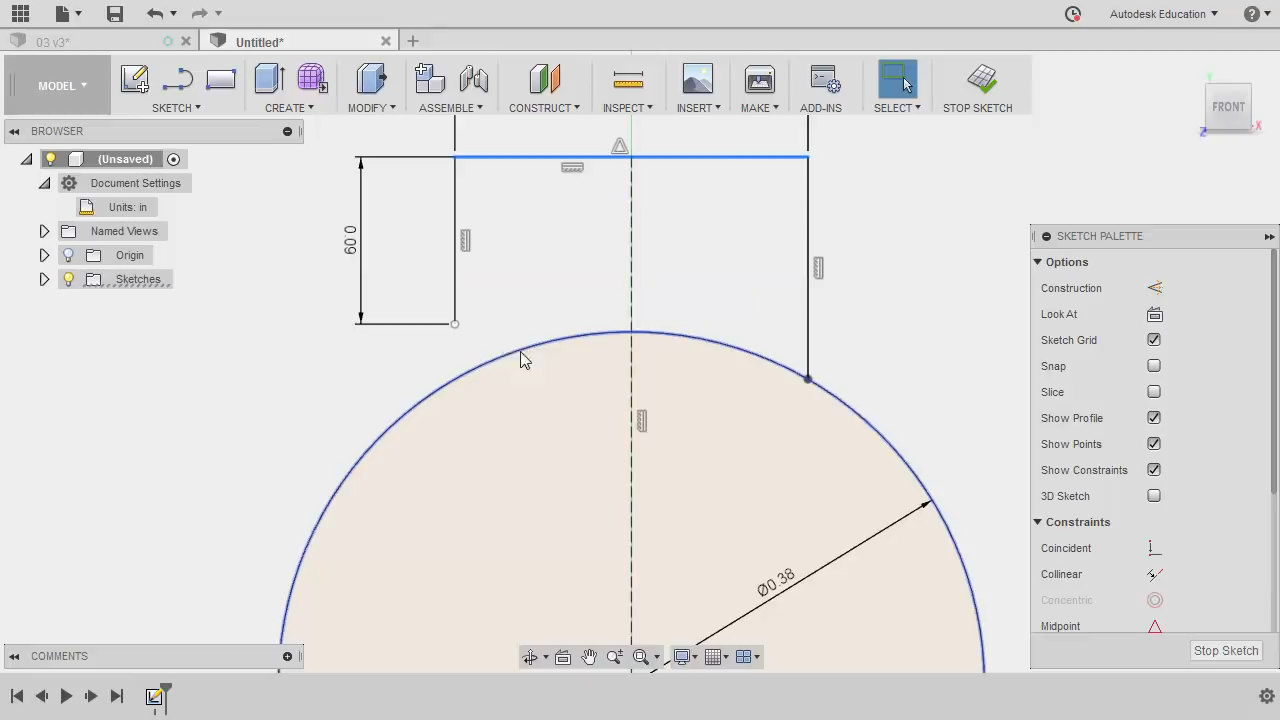 Autodesk Education
03 v3*
Untitled*
MODEL
SKETCH
CREATE
MODIFY
ASSEMBLE
CONSTRUCT
INSPECT
INSERT
MAKE
ADD-INS
SELECT
STOP SKETCH
FRONT
Z
X
BROWSER
(Unsaved)
Document Settings
Units: in
Named Views
Origin
Sketches
0.09
Ø0.38
SKETCH PALETTE
Options
Construction
Look At
Sketch Grid
Snap
Slice
Show Profile
Show Points
Show Constraints
3D Sketch
Constraints
Coincident
Collinear
Concentric
Midpoint
Stop Sketch
COMMENTS